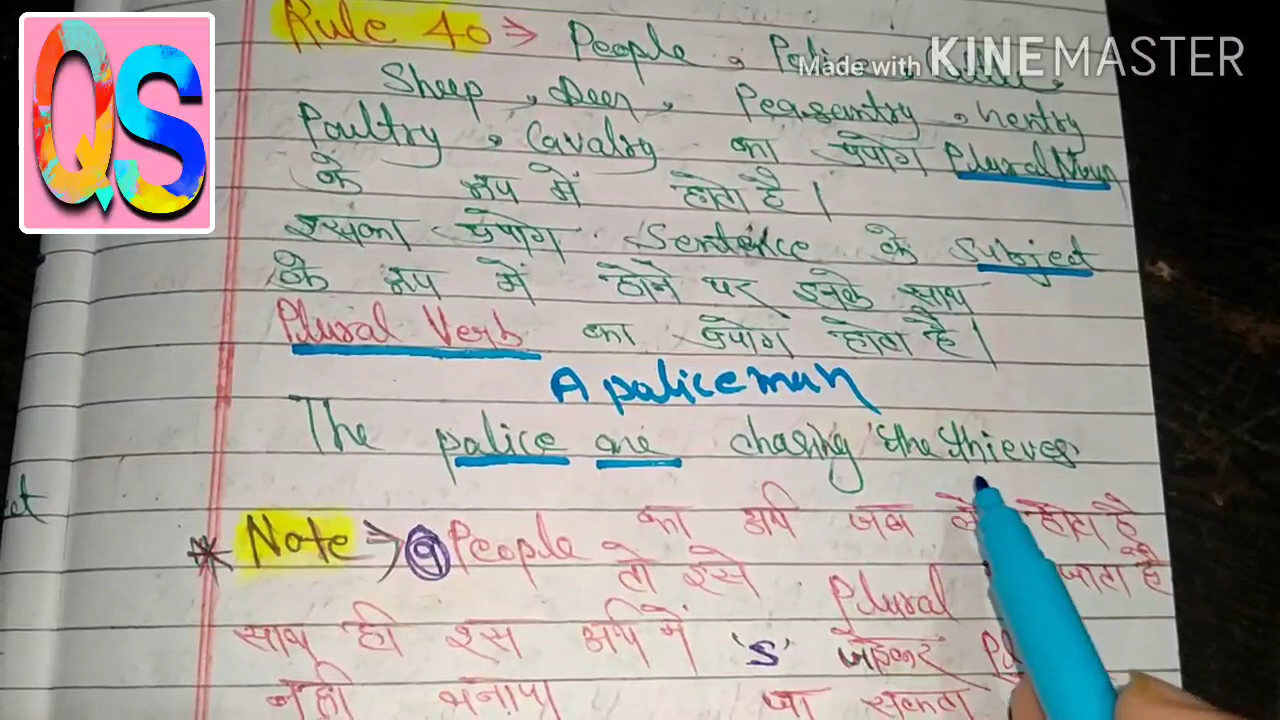 QS
Made with KINEMASTER
Rule 40 ⇒ People, Police,
Sheep, Deer, Peasantry,
Poultry, Cavalry का प्रयोग Plural Noun
के रूप में होता है।
इसका प्रयोग Sentence के Subject
के रूप में होने पर इनके साथ
Plural Verb का प्रयोग होता है।
A policeman
The police are chasing the thieves
* Note ⇒ People का अर्थ जब होता है
तो इसे Plural जाता है
साथ ही इस अर्थ में 'S' जोड़कर
नही बनाया जा सकता